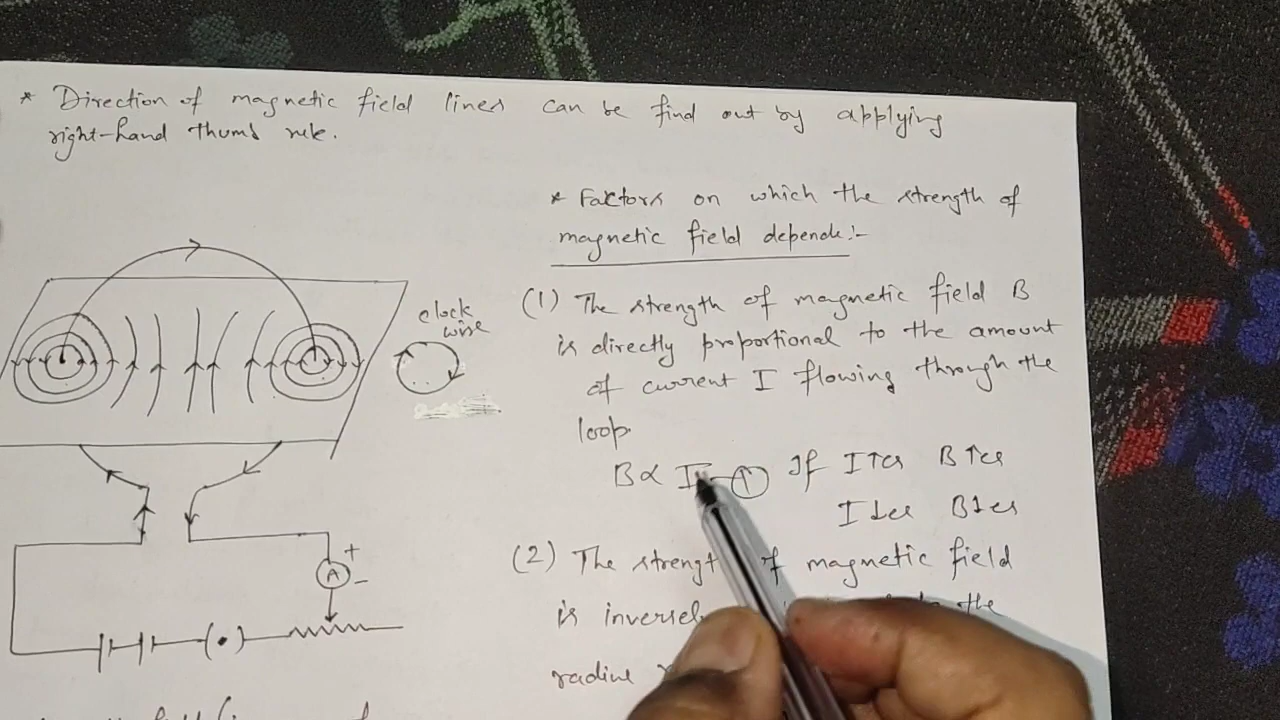 * Direction of magnetic field lines can be find out by applying
right-hand thumb rule.
* Factors on which the strength of
magnetic field depends:-
(1) The strength of magnetic field B
is directly proportional to the amount
of current I flowing through the
loop.
B ∝ I —① If I↑es B↑es
I↓es B↓es
(2) The strength of magnetic field
is inversely the
radius
clock
wise
A
+
-